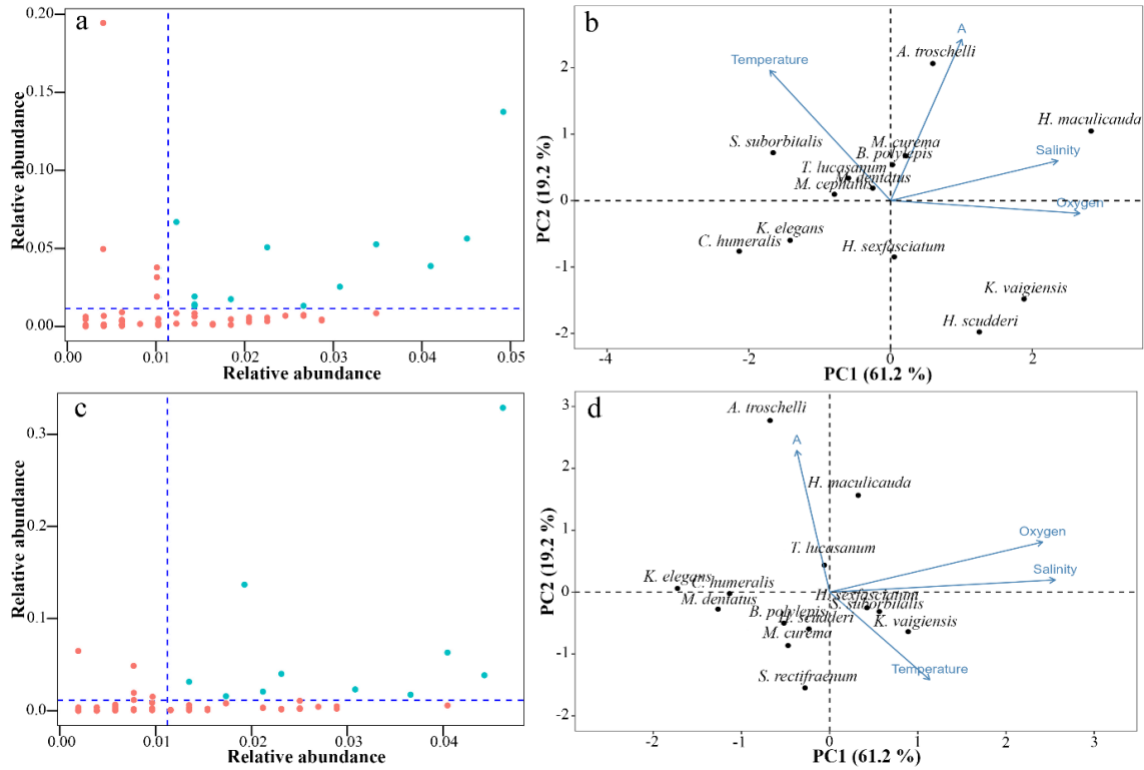 a
0.20
0.15
0.10
0.05
0.00
Relative abundance
0.00 0.01 0.02 0.03 0.04 0.05
Relative abundance
b
A
A. troschelli
Temperature
H. maculicauda
M. curema
S. suborbitalis
B. polylepis
Salinity
T. lucasanum
M. dentatus
M. cephalus
Oxygen
K. elegans
C. humeralis
H. sexfasciatum
K. vaigiensis
H. scudderi
2
1
0
-1
-2
PC2 (19.2 %)
-4 -2 0 2
PC1 (61.2 %)
c
0.3
0.2
0.1
0.0
Relative abundance
0.00 0.01 0.02 0.03 0.04
Relative abundance
d
A. troschelli
A
H. maculicauda
Oxygen
T. lucasanum
Salinity
K. elegans
C. humeralis
M. dentatus
H. sexfasciatum
S. suborbitalis
B. polylepis
H. scudderi
K. vaigiensis
M. curema
Temperature
S. rectifraenum
3
2
1
0
-1
-2
PC2 (19.2 %)
-2 -1 0 1 2 3
PC1 (61.2 %)